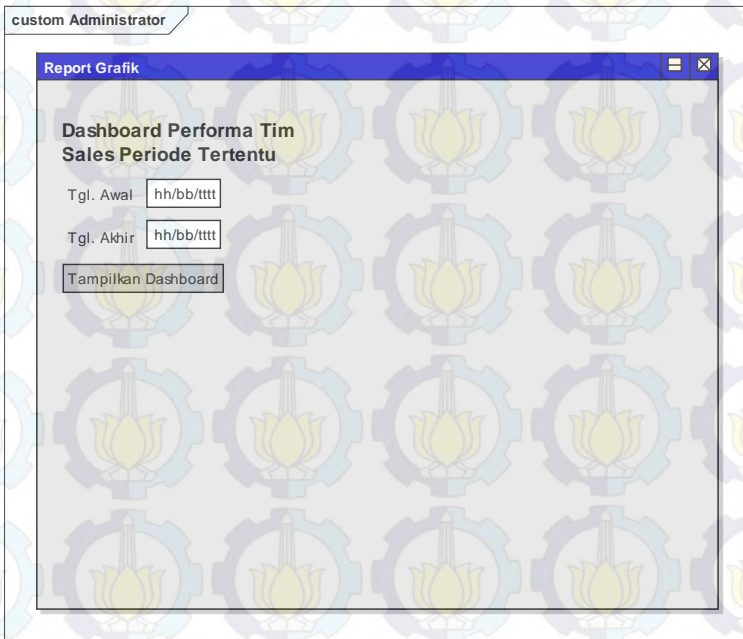 custom Administrator
Report Grafik
Dashboard Performa Tim
Sales Periode Tertentu
Tgl. Awal hh/bb/tttt
Tgl. Akhir hh/bb/tttt
Tampilkan Dashboard